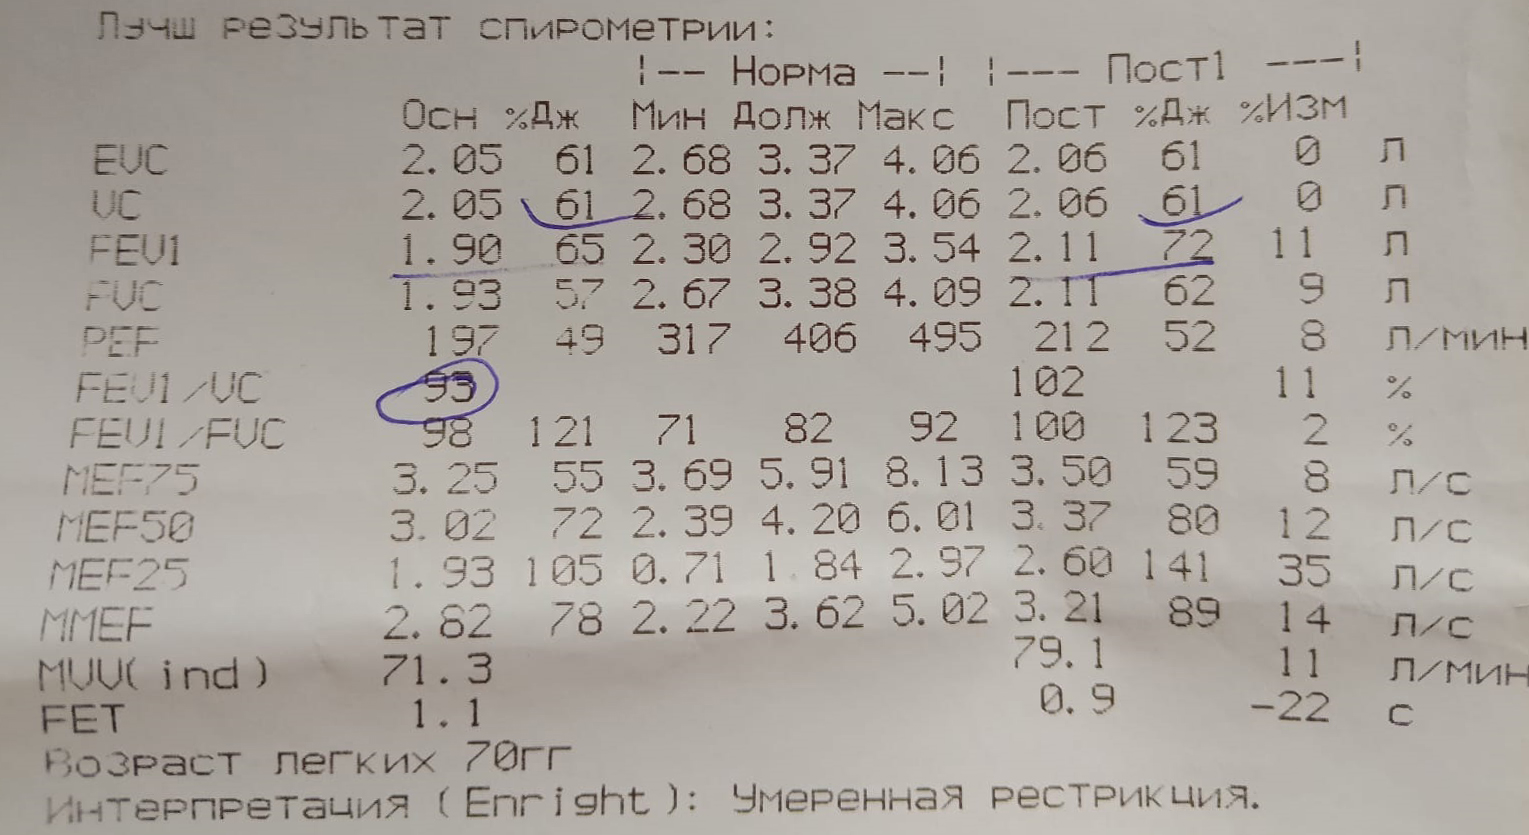 Лучш результат спирометрии:
¦-- Норма --¦ ¦--- Пост1 ---¦
Осн %Дж Мин Долж Макс Пост %Дж %Изм
EVC 2.05 61 2.68 3.37 4.06 2.06 61 0 л
VC 2.05 61 2.68 3.37 4.06 2.06 61 0 л
FEV1 1.90 65 2.30 2.92 3.54 2.11 72 11 л
FVC 1.93 57 2.67 3.38 4.09 2.11 62 9 л
PEF 197 49 317 406 495 212 52 8 л/мин
FEV1/VC 93 102 11 %
FEV1/FVC 98 121 71 82 92 100 123 2 %
MEF75 3.25 55 3.69 5.91 8.13 3.50 59 8 л/с
MEF50 3.02 72 2.39 4.20 6.01 3.37 80 12 л/с
MEF25 1.93 105 0.71 1.84 2.97 2.60 141 35 л/с
MMEF 2.82 78 2.22 3.62 5.02 3.21 89 14 л/с
MVV(ind) 71.3 79.1 11 л/мин
FET 1.1 0.9 -22 с
Возраст легких 70гг
Интерпретация (Enright): Умеренная рестрикция.